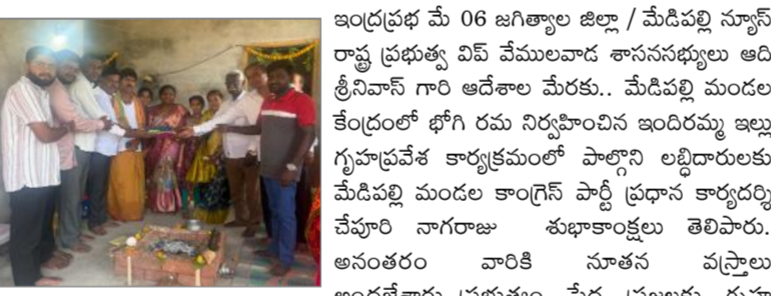 ఇంద్రప్రభ మే 06 జగిత్యాల జిల్లా / మేడిపల్లి న్యూస్
రాష్ట్ర ప్రభుత్వ విప్ వేములవాడ శాసనసభ్యులు ఆది
శ్రీనివాస్ గారి ఆదేశాల మేరకు.. మేడిపల్లి మండల
కేంద్రంలో భోగి రమ నిర్వహించిన ఇందిరమ్మ ఇల్లు
గృహప్రవేశ కార్యక్రమంలో పాల్గొని లబ్ధిదారులకు
మేడిపల్లి మండల కాంగ్రెస్ పార్టీ ప్రధాన కార్యదర్శి
చేపూరి నాగరాజు శుభాకాంక్షలు తెలిపారు.
అనంతరం వారికి నూతన వస్త్రాలు